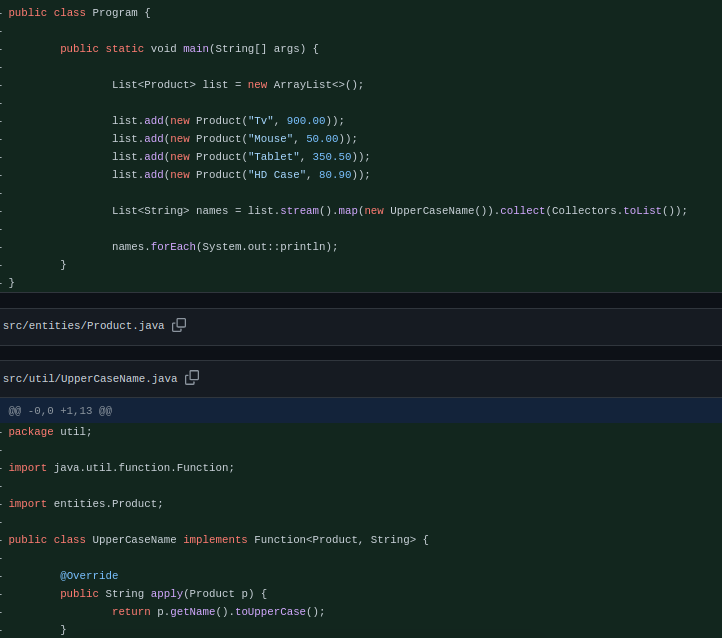 public class Program {
public static void main(String[] args) {
List<Product> list = new ArrayList<>();
list.add(new Product("Tv", 900.00));
list.add(new Product("Mouse", 50.00));
list.add(new Product("Tablet", 350.50));
list.add(new Product("HD Case", 80.90));
List<String> names = list.stream().map(new UpperCaseName()).collect(Collectors.toList());
names.forEach(System.out::println);
}
}
src/entities/Product.java
src/util/UpperCaseName.java
@@ -0,0 +1,13 @@
package util;
import java.util.function.Function;
import entities.Product;
public class UpperCaseName implements Function<Product, String> {
@Override
public String apply(Product p) {
return p.getName().toUpperCase();
}